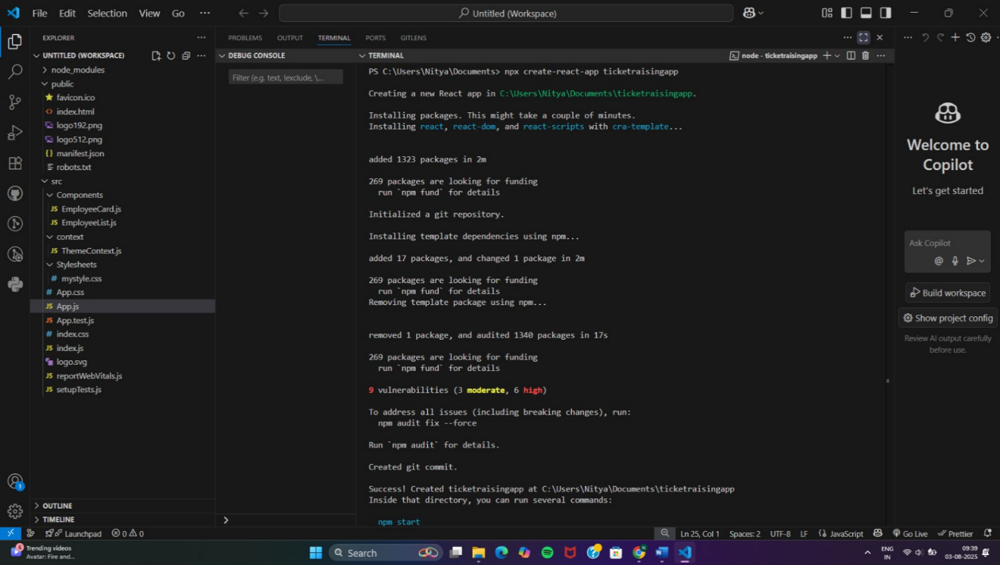 File Edit Selection View Go ···
Untitled (Workspace)
EXPLORER
UNTITLED (WORKSPACE)
node_modules
public
favicon.ico
index.html
logo192.png
logo512.png
manifest.json
robots.txt
src
Components
JS EmployeeCard.js
JS EmployeeList.js
context
JS ThemeContext.js
Stylesheets
# mystyle.css
# App.css
JS App.js
JS App.test.js
# index.css
JS index.js
logo.svg
JS reportWebVitals.js
JS setupTests.js
OUTLINE
TIMELINE
PROBLEMS OUTPUT TERMINAL PORTS GITLENS
DEBUG CONSOLE
Filter (e.g. text, !exclude, \...
TERMINAL
node - ticketraisingapp
PS C:\Users\Nitya\Documents> npx create-react-app ticketraisingapp
Creating a new React app in C:\Users\Nitya\Documents\ticketraisingapp.
Installing packages. This might take a couple of minutes.
Installing react, react-dom, and react-scripts with cra-template...
added 1323 packages in 2m
269 packages are looking for funding
run `npm fund` for details
Initialized a git repository.
Installing template dependencies using npm...
added 17 packages, and changed 1 package in 2m
269 packages are looking for funding
run `npm fund` for details
Removing template package using npm...
removed 1 package, and audited 1340 packages in 17s
269 packages are looking for funding
run `npm fund` for details
9 vulnerabilities (3 moderate, 6 high)
To address all issues (including breaking changes), run:
npm audit fix --force
Run `npm audit` for details.
Created git commit.
Success! Created ticketraisingapp at C:\Users\Nitya\Documents\ticketraisingapp
Inside that directory, you can run several commands:
npm start
Welcome to
Copilot
Let's get started
Ask Copilot
@
Build workspace
Show project config
Review AI output carefully
before use.
1
Launchpad 0 0
Ln 25, Col 1 Spaces: 2 UTF-8 LF JavaScript Go Live Prettier
6
Trending videos
Avatar: Fire and...
Search
ENG
IN
09:39
03-08-2025